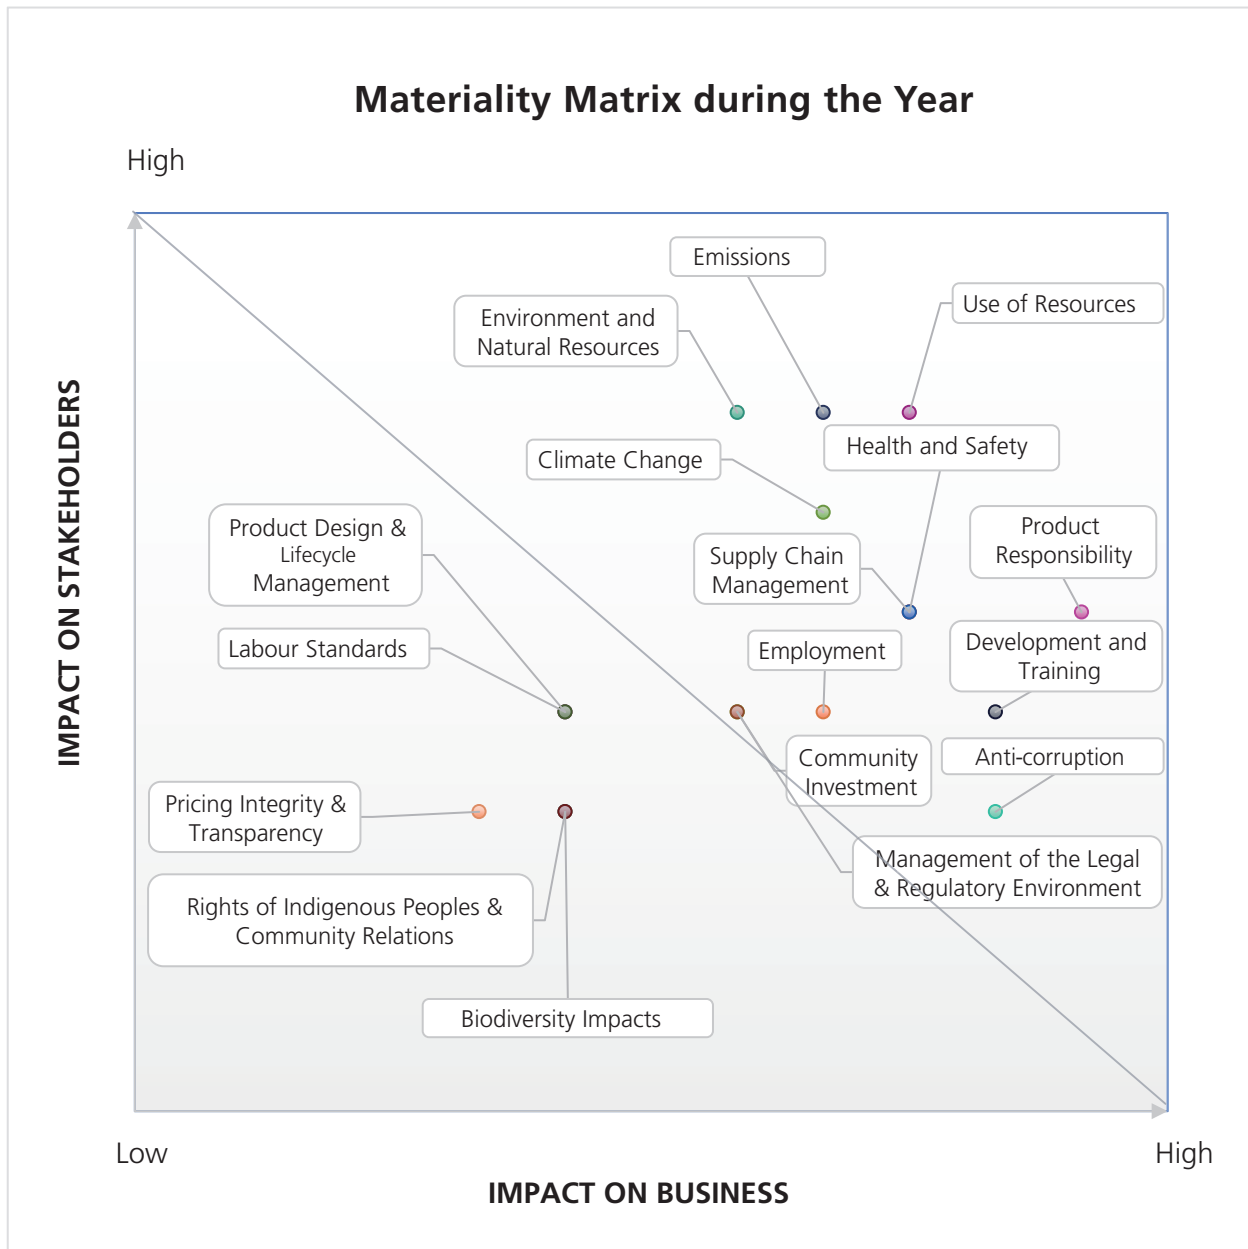 Materiality Matrix during the Year
High
IMPACT ON STAKEHOLDERS
Emissions
Use of Resources
Environment and
Natural Resources
Health and Safety
Climate Change
Product Design &
Lifecycle
Management
Product
Responsibility
Supply Chain
Management
Labour Standards
Employment
Development and
Training
Community
Investment
Anti-corruption
Pricing Integrity &
Transparency
Management of the Legal
& Regulatory Environment
Rights of Indigenous Peoples &
Community Relations
Biodiversity Impacts
Low
High
IMPACT ON BUSINESS